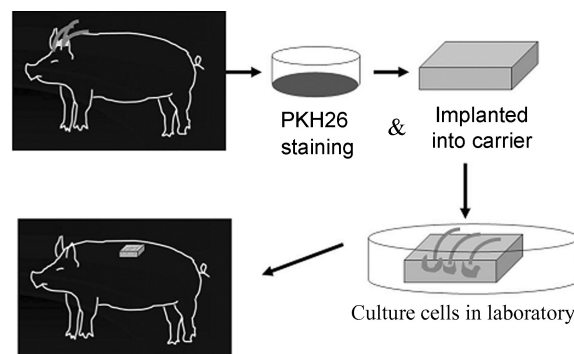 PKH26
staining
&
Implanted
into carrier
Culture cells in laboratory